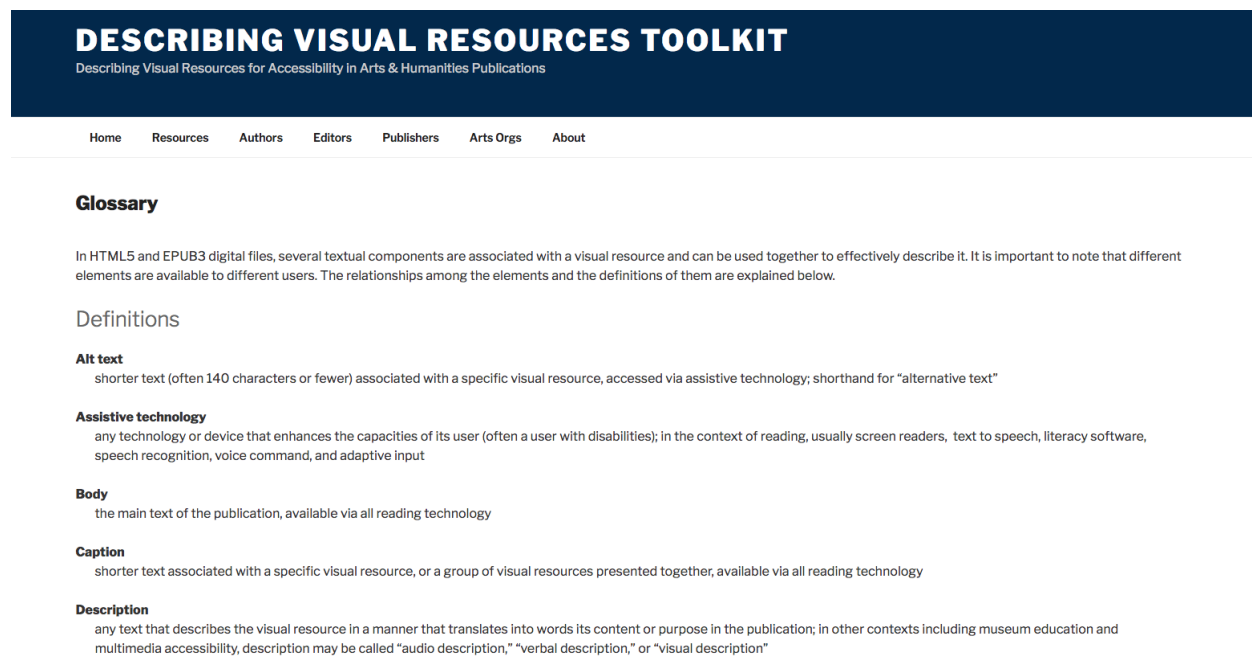 DESCRIBING VISUAL RESOURCES TOOLKIT
Describing Visual Resources for Accessibility in Arts & Humanities Publications
Home Resources Authors Editors Publishers Arts Orgs About
Glossary
In HTML5 and EPUB3 digital files, several textual components are associated with a visual resource and can be used together to effectively describe it. It is important to note that different
elements are available to different users. The relationships among the elements and the definitions of them are explained below.
Definitions
Alt text
shorter text (often 140 characters or fewer) associated with a specific visual resource, accessed via assistive technology; shorthand for “alternative text”
Assistive technology
any technology or device that enhances the capacities of its user (often a user with disabilities); in the context of reading, usually screen readers,  text to speech, literacy software,
speech recognition, voice command, and adaptive input
Body
the main text of the publication, available via all reading technology
Caption
shorter text associated with a specific visual resource, or a group of visual resources presented together, available via all reading technology
Description
any text that describes the visual resource in a manner that translates into words its content or purpose in the publication; in other contexts including museum education and
multimedia accessibility, description may be called “audio description,” “verbal description,” or “visual description”